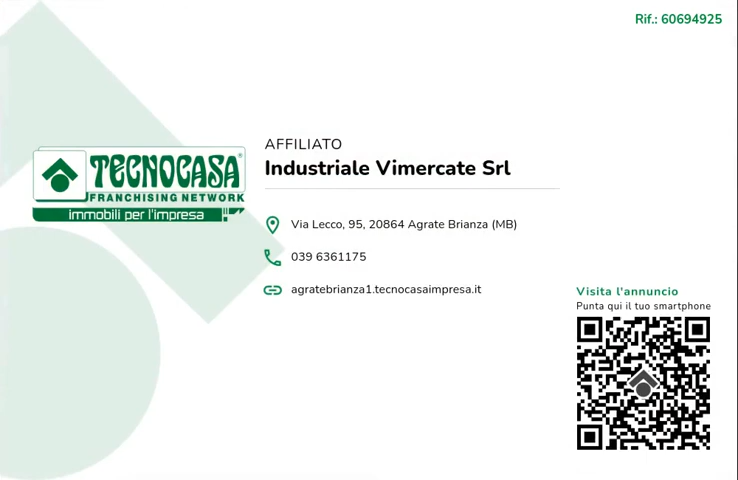 Rif.: 60694925
TECNOCASA®
FRANCHISING NETWORK
immobili per l'impresa
AFFILIATO
Industriale Vimercate Srl
Via Lecco, 95, 20864 Agrate Brianza (MB)
039 6361175
agratebrianza1.tecnocasaimpresa.it
Visita l'annuncio
Punta qui il tuo smartphone